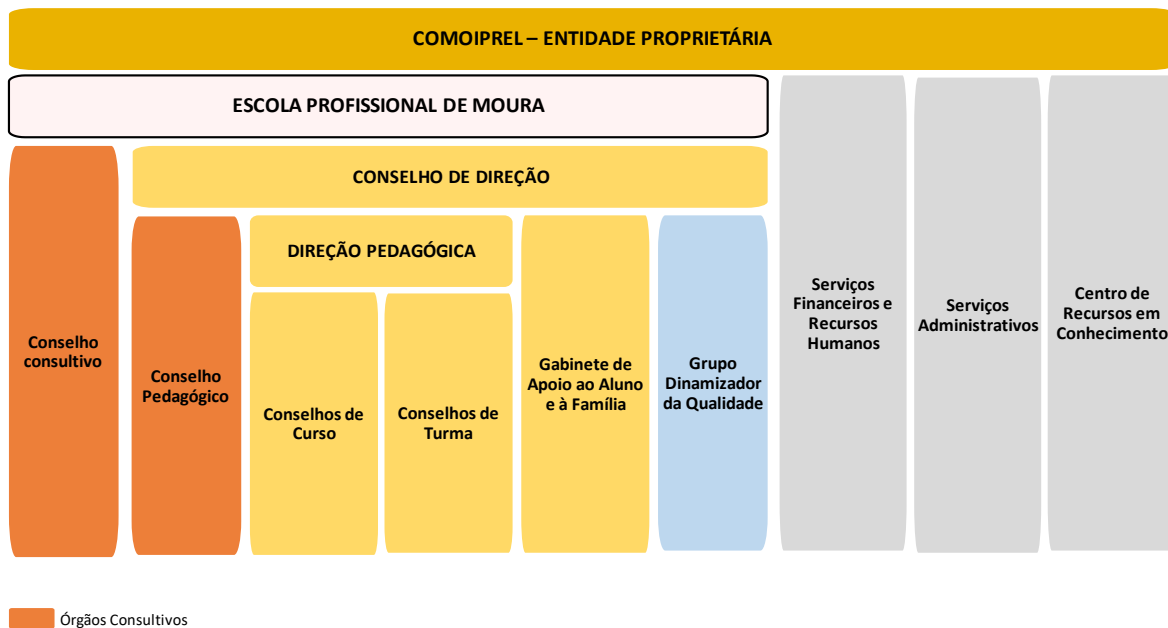 COMOIPREL – ENTIDADE PROPRIETÁRIA
ESCOLA PROFISSIONAL DE MOURA
CONSELHO DE DIREÇÃO
DIREÇÃO PEDAGÓGICA
Conselho
consultivo
Conselho
Pedagógico
Conselhos de
Curso
Conselhos de
Turma
Gabinete de
Apoio ao Aluno
e à Família
Grupo
Dinamizador
da Qualidade
Serviços
Financeiros e
Recursos
Humanos
Serviços
Administrativos
Centro de
Recursos em
Conhecimento
Órgãos Consultivos